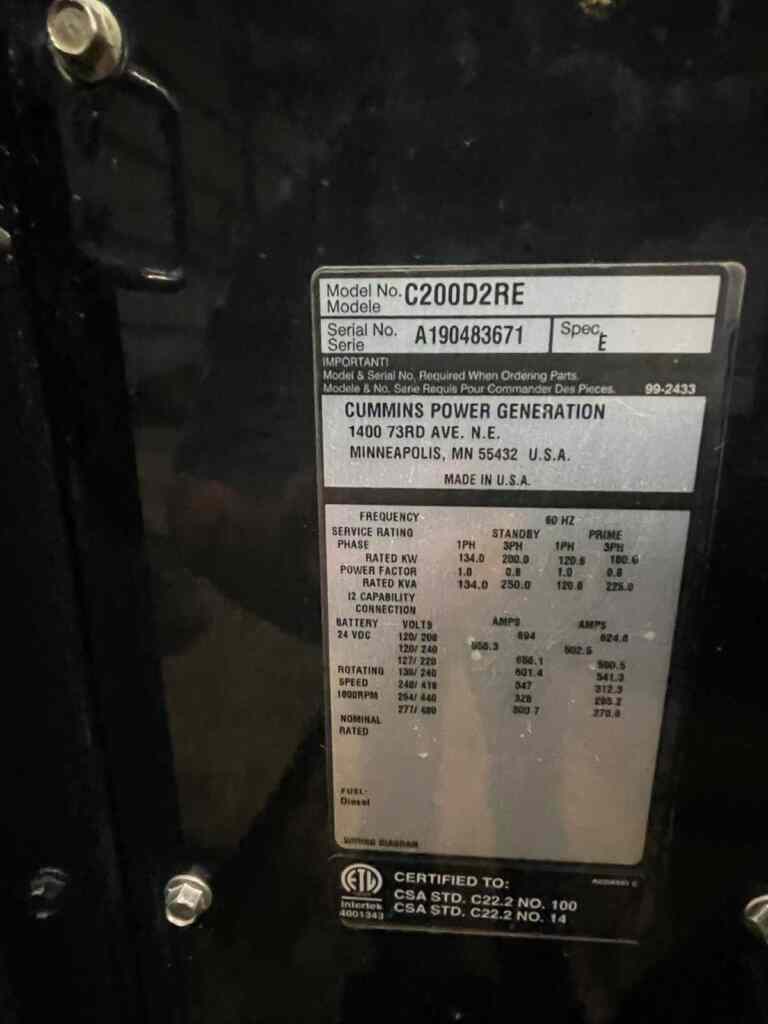 Model No. C200D2RE
Modele
Serial No. A190483671 Spec. E
Serie
IMPORTANT!
Model & Serial No. Required When Ordering Parts.
Modele & No. Serie Requis Pour Commander Des Pieces. 99-2433
CUMMINS POWER GENERATION
1400 73RD AVE. N.E.
MINNEAPOLIS, MN 55432 U.S.A.
MADE IN U.S.A.
FREQUENCY 60 HZ
SERVICE RATING STANDBY PRIME
PHASE 1PH 3PH 1PH 3PH
RATED KW 134.0 200.0 120.6 180.0
POWER FACTOR 1.0 0.8 1.0 0.8
RATED KVA 134.0 250.0 120.6 225.0
I2 CAPABILITY
CONNECTION
BATTERY VOLTS AMPS AMPS
24 VDC 120/ 208 694 624.6
120/ 240 558.3 502.5
127/ 220 656.1 590.5
ROTATING 139/ 240 601.4 541.3
SPEED 240/ 416 347 312.3
1800RPM 254/ 440 328 295.2
277/ 480 300.7 270.6
NOMINAL
RATED
FUEL:
Diesel
WIRING DIAGRAM
ETL CERTIFIED TO:
Intertek CSA STD. C22.2 NO. 100
4001343 CSA STD. C22.2 NO. 14